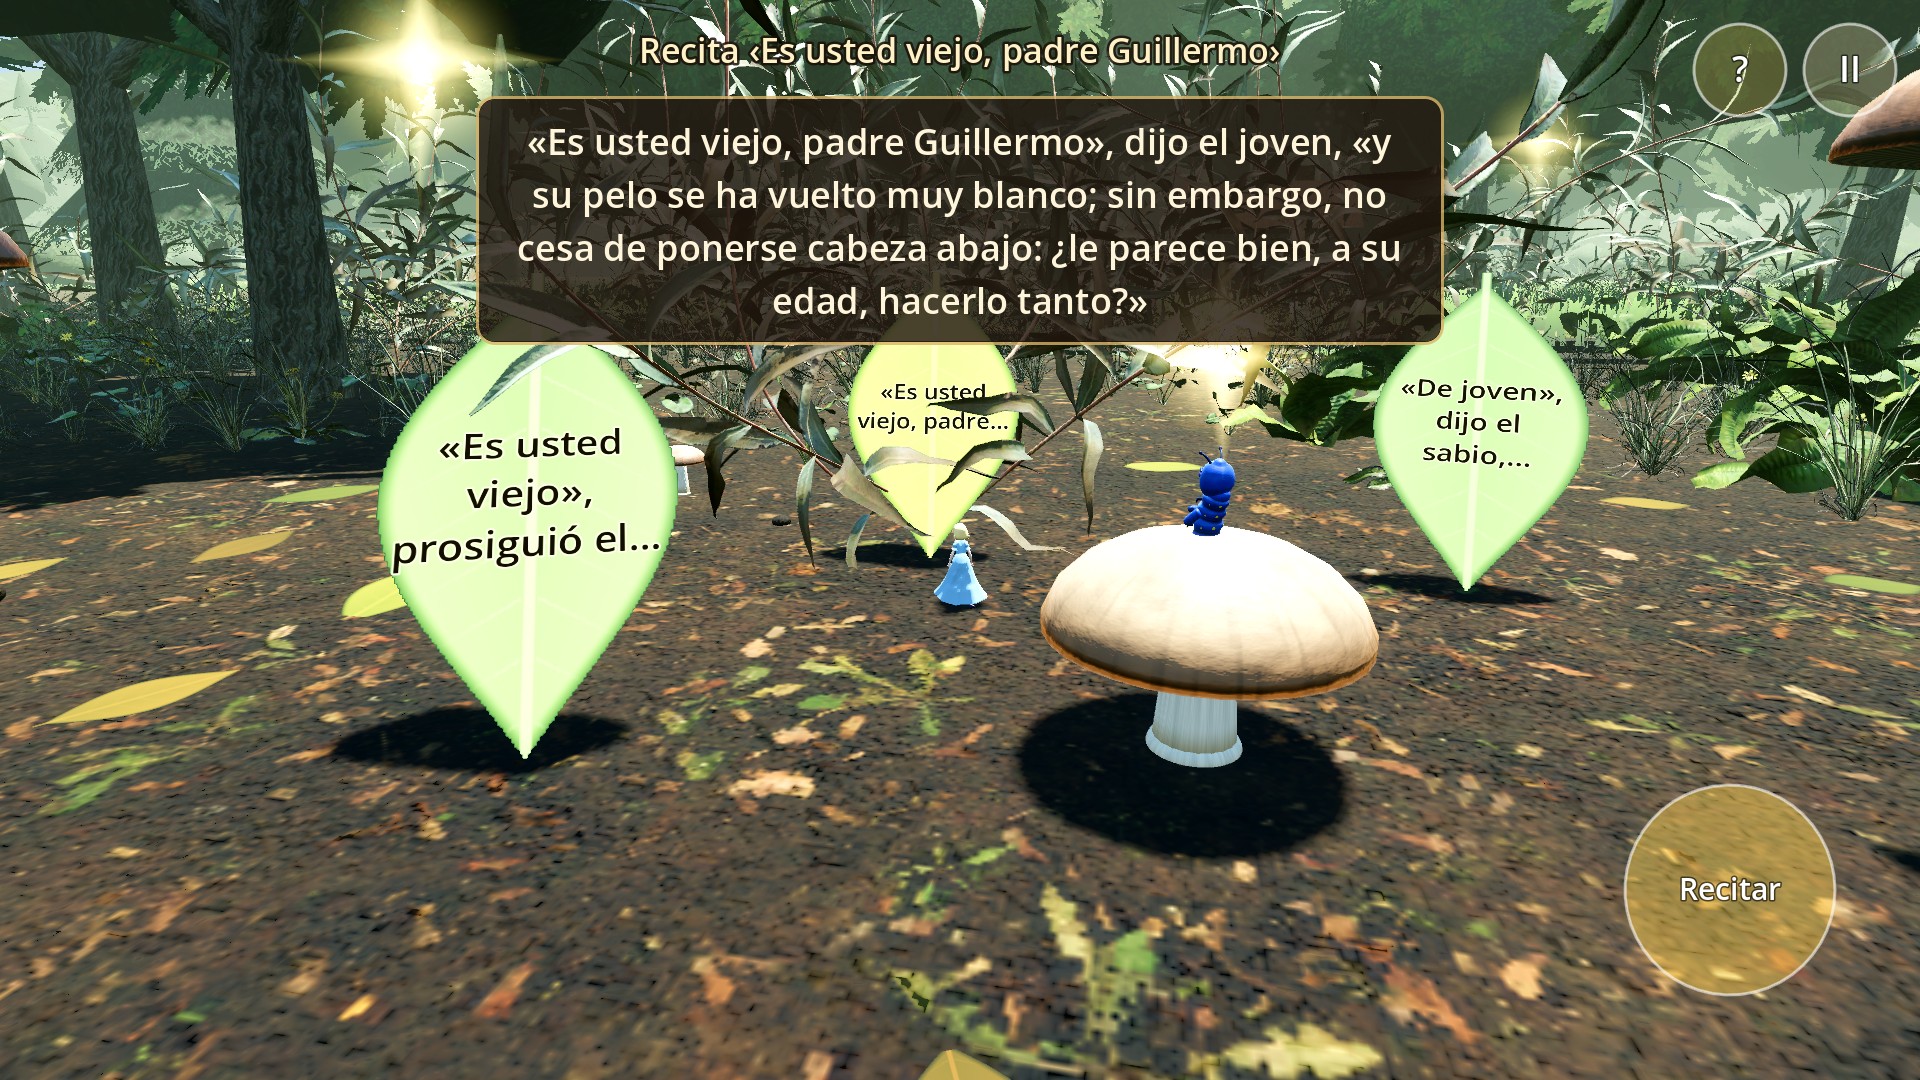 Recita ‹Es usted viejo, padre Guillermo›
?
«Es usted viejo, padre Guillermo», dijo el joven, «y
su pelo se ha vuelto muy blanco; sin embargo, no
cesa de ponerse cabeza abajo: ¿le parece bien, a su
edad, hacerlo tanto?»
«Es usted
viejo»,
prosiguió el...
«Es usted
viejo, padre...
«De joven»,
dijo el
sabio,...
Recitar